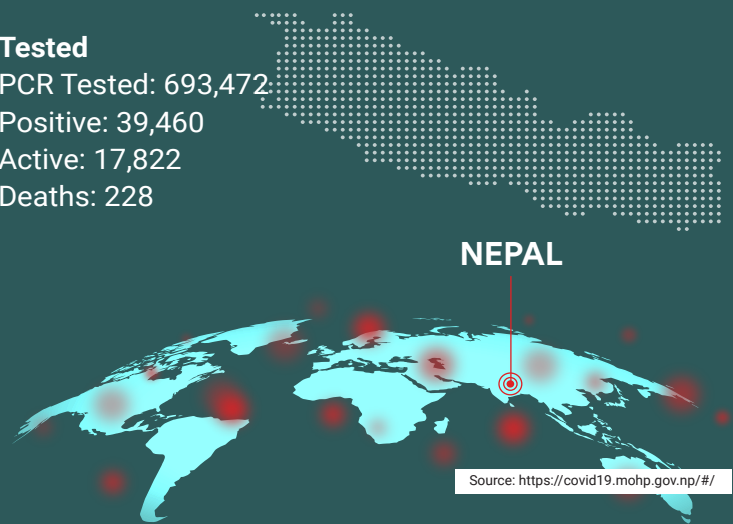 Tested
PCR Tested: 693,472
Positive: 39,460
Active: 17,822
Deaths: 228
NEPAL
Source: https://covid19.mohp.gov.np/#/